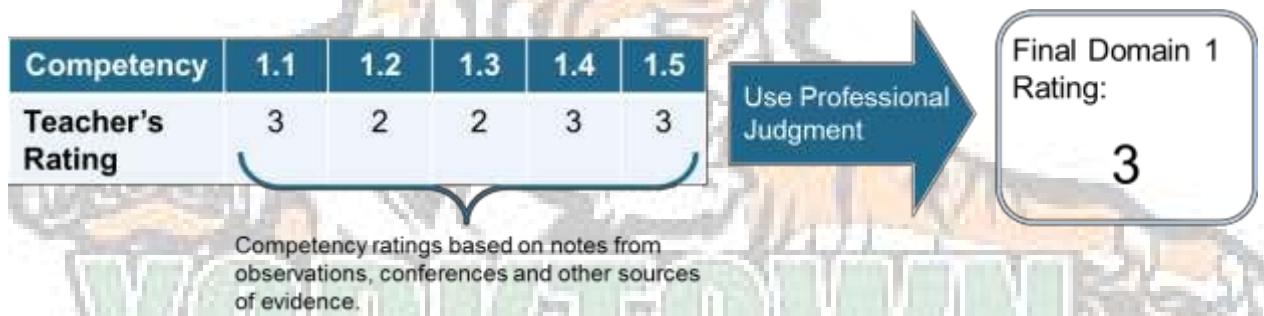 Competency 1.1 1.2 1.3 1.4 1.5
Teacher's 3 2 2 3 3
Rating
Use Professional
Judgment
Final Domain 1
Rating:
3
Competency ratings based on notes from
observations, conferences and other sources
of evidence.
YORKTOWN